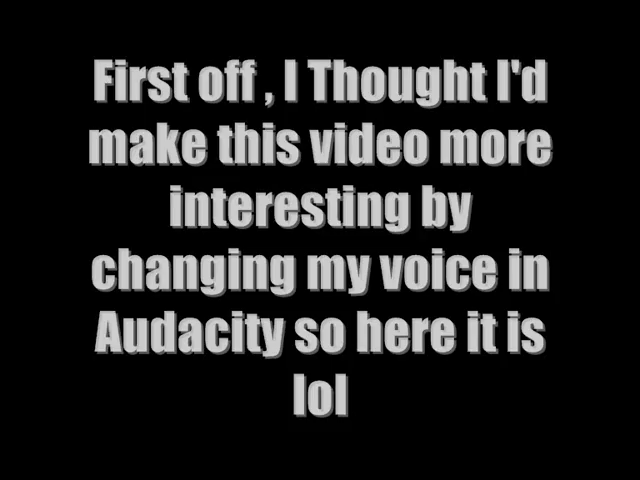 First off , I Thought I'd
make this video more
interesting by
changing my voice in
Audacity so here it is
lol